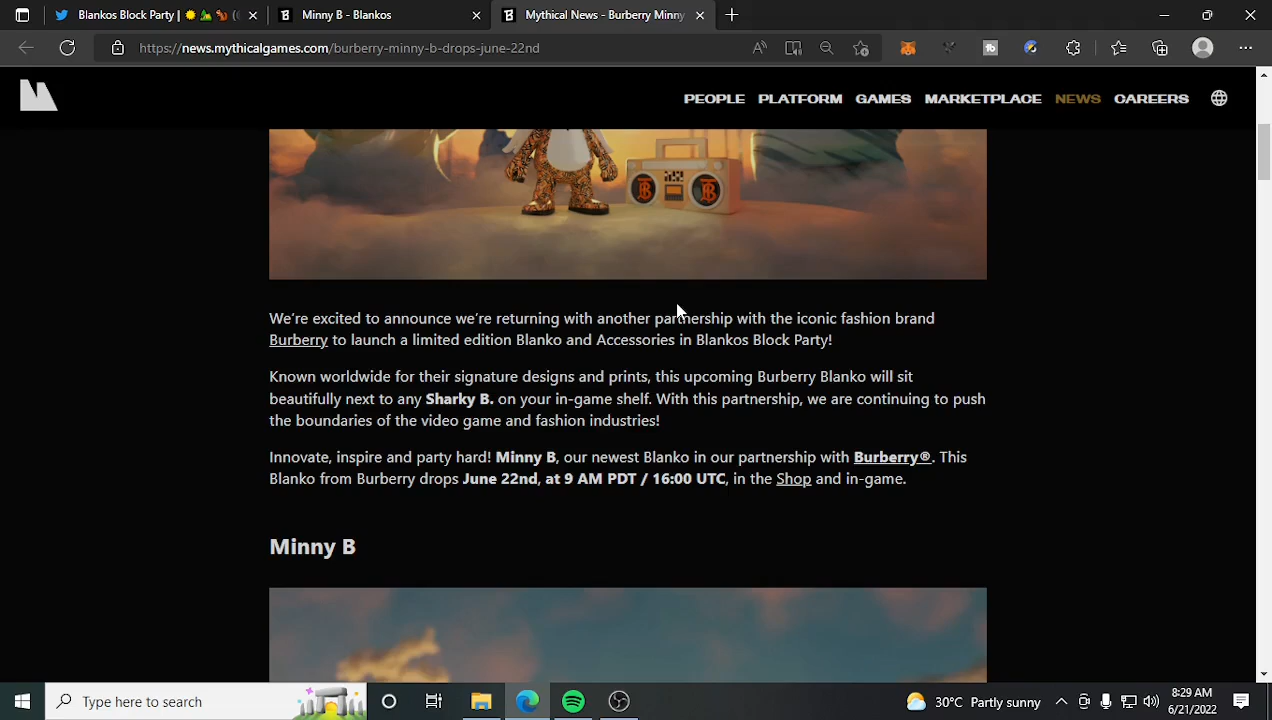 Blankos Block Party | 
Minny B - Blankos
Mythical News - Burberry Minny
https://news.mythicalgames.com/burberry-minny-b-drops-june-22nd
PEOPLE PLATFORM GAMES MARKETPLACE NEWS CAREERS
We're excited to announce we're returning with another partnership with the iconic fashion brand
Burberry to launch a limited edition Blanko and Accessories in Blankos Block Party!
Known worldwide for their signature designs and prints, this upcoming Burberry Blanko will sit
beautifully next to any Sharky B. on your in-game shelf. With this partnership, we are continuing to push
the boundaries of the video game and fashion industries!
Innovate, inspire and party hard! Minny B, our newest Blanko in our partnership with Burberry®. This
Blanko from Burberry drops June 22nd, at 9 AM PDT / 16:00 UTC, in the Shop and in-game.
Minny B
Type here to search
30°C Partly sunny
8:29 AM
6/21/2022